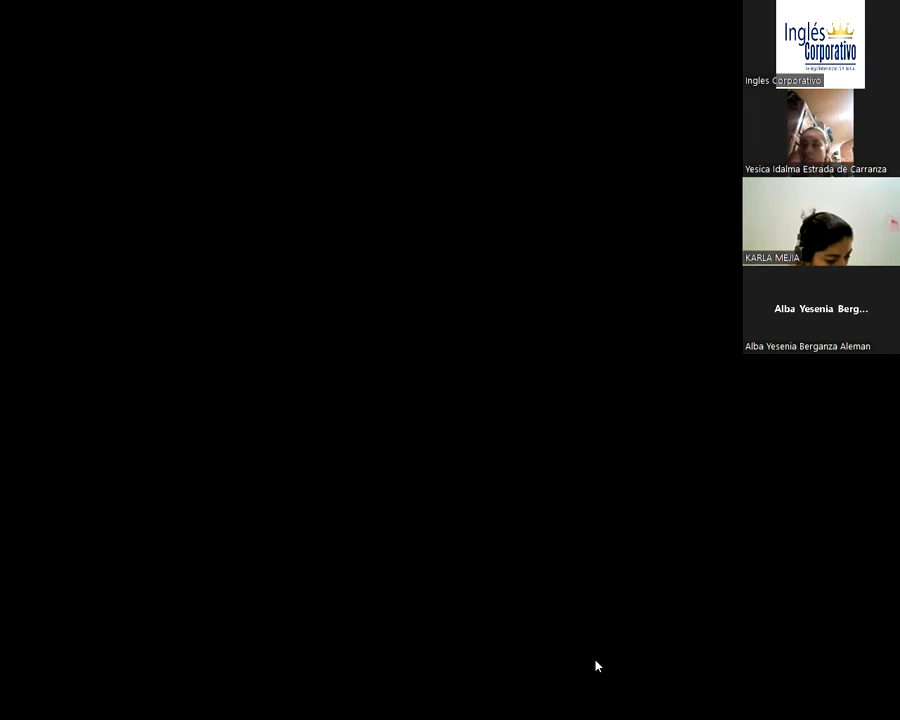 Inglés
Corporativo
Ingles Corporativo
Yesica Idalma Estrada de Carranza
KARLA MEJIA
Alba Yesenia Berg...
Alba Yesenia Berganza Aleman